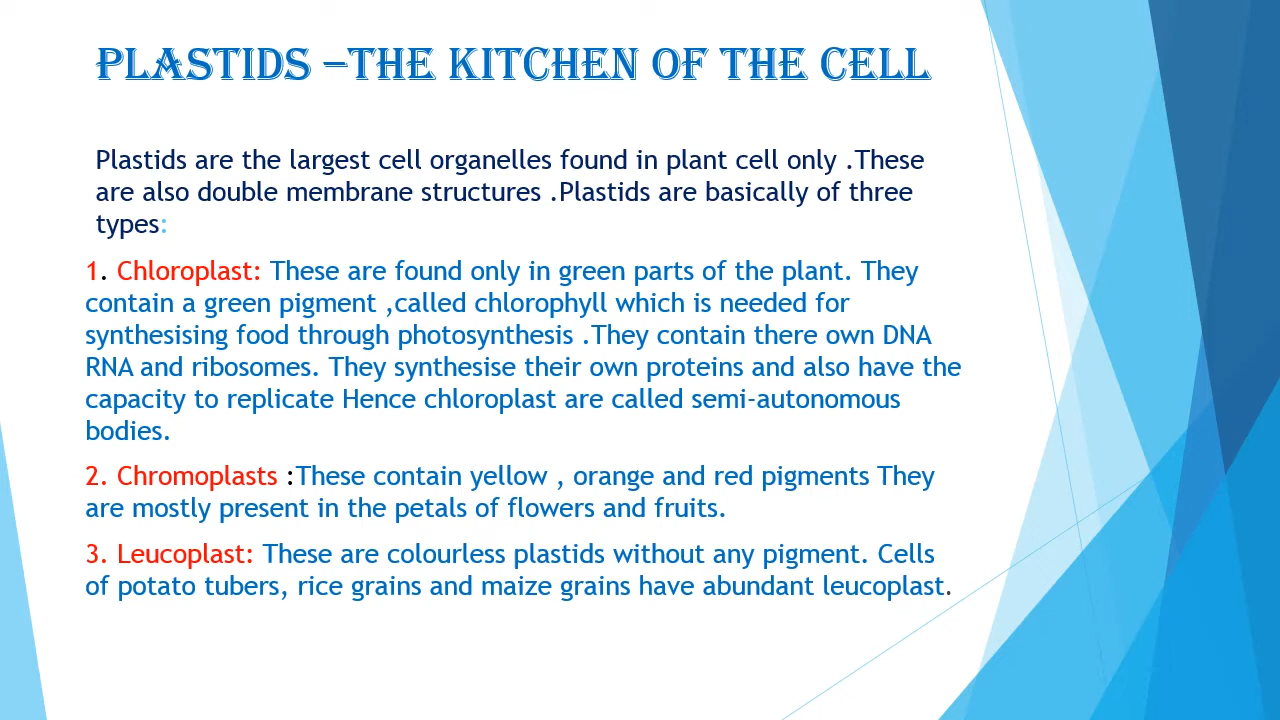 PLASTIDS –THE KITCHEN OF THE CELL
Plastids are the largest cell organelles found in plant cell only .These
are also double membrane structures .Plastids are basically of three
types:
1. Chloroplast: These are found only in green parts of the plant. They
contain a green pigment ,called chlorophyll which is needed for
synthesising food through photosynthesis .They contain there own DNA
RNA and ribosomes. They synthesise their own proteins and also have the
capacity to replicate Hence chloroplast are called semi-autonomous
bodies.
2. Chromoplasts :These contain yellow , orange and red pigments They
are mostly present in the petals of flowers and fruits.
3. Leucoplast: These are colourless plastids without any pigment. Cells
of potato tubers, rice grains and maize grains have abundant leucoplast.